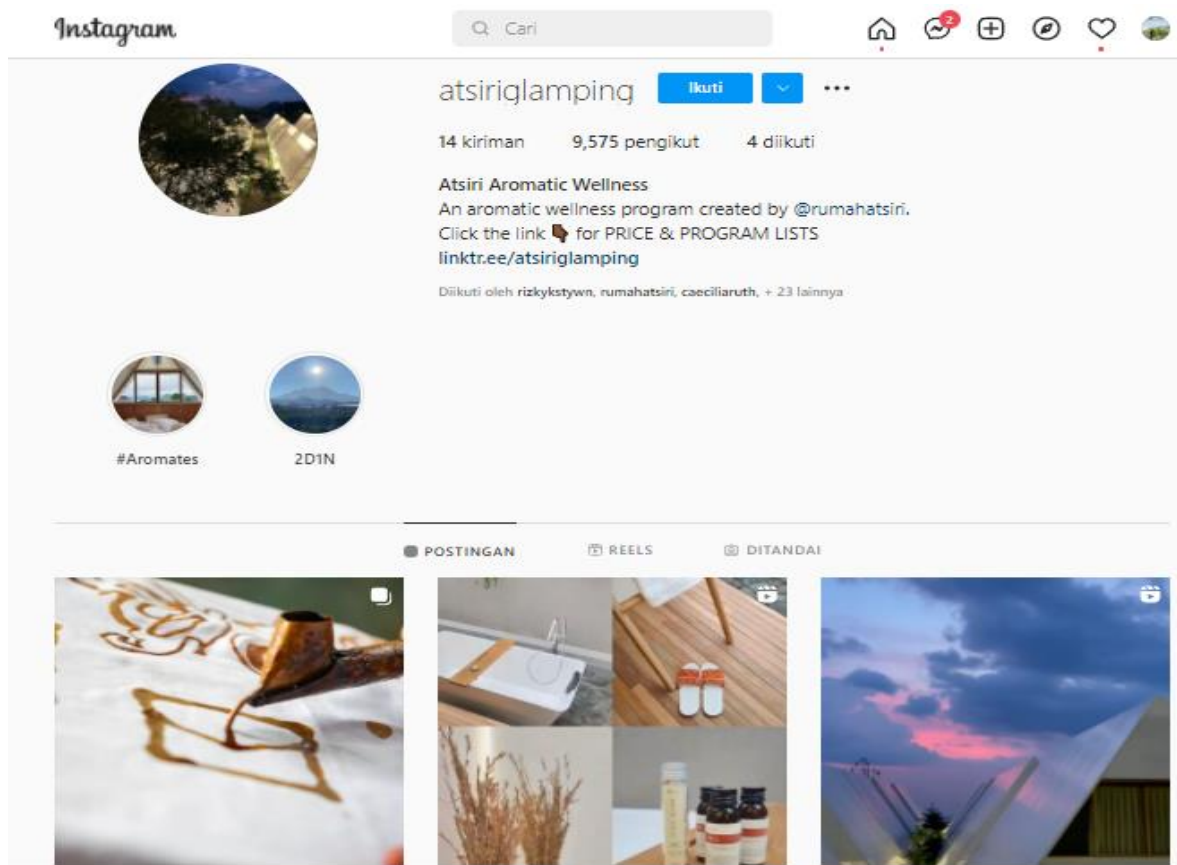 Instagram
Cari
2
atsiriglamping Ikuti
14 kiriman 9,575 pengikut 4 diikuti
Atsiri Aromatic Wellness
An aromatic wellness program created by @rumahatsiri.
Click the link 👇🏿 for PRICE & PROGRAM LISTS
linktr.ee/atsiriglamping
Diikuti oleh rizkykstywn, rumahatsiri, caeciliaruth, + 23 lainnya
#Aromates 2D1N
POSTINGAN REELS DITANDAI